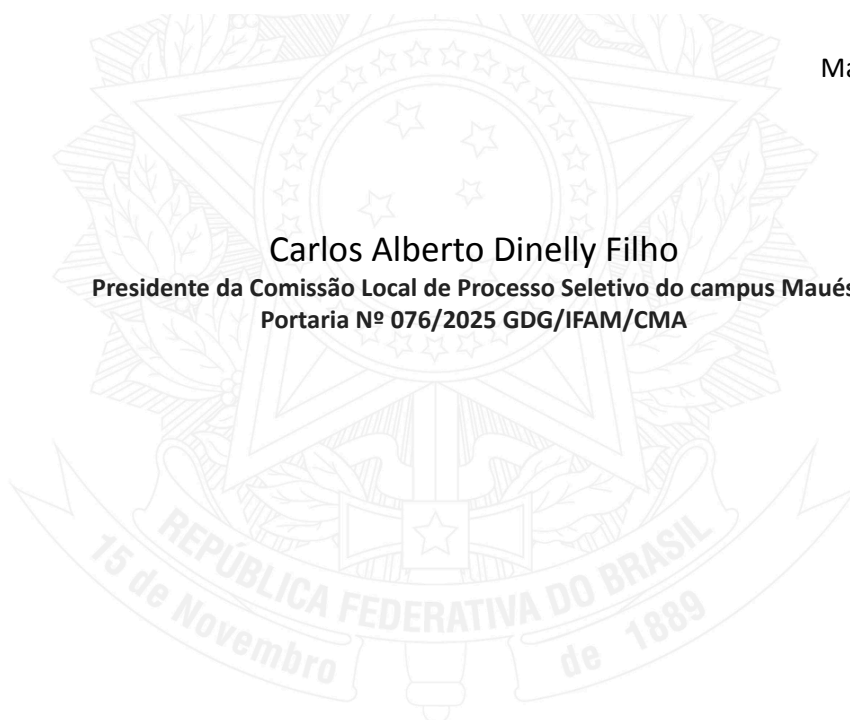 Ma
Carlos Alberto Dinelly Filho
Presidente da Comissão Local de Processo Seletivo do campus Maués
Portaria Nº 076/2025 GDG/IFAM/CMA
REPÚBLICA FEDERATIVA DO BRASIL
15 de Novembro de 1889